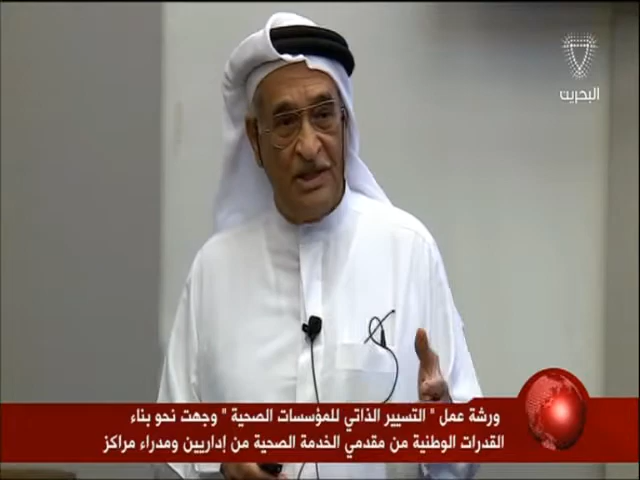 البحرين
ورشة عمل " التسيير الذاتي للمؤسسات الصحية " وجهت نحو بناء
القدرات الوطنية من مقدمي الخدمة الصحية من إداريين ومدراء مراكز